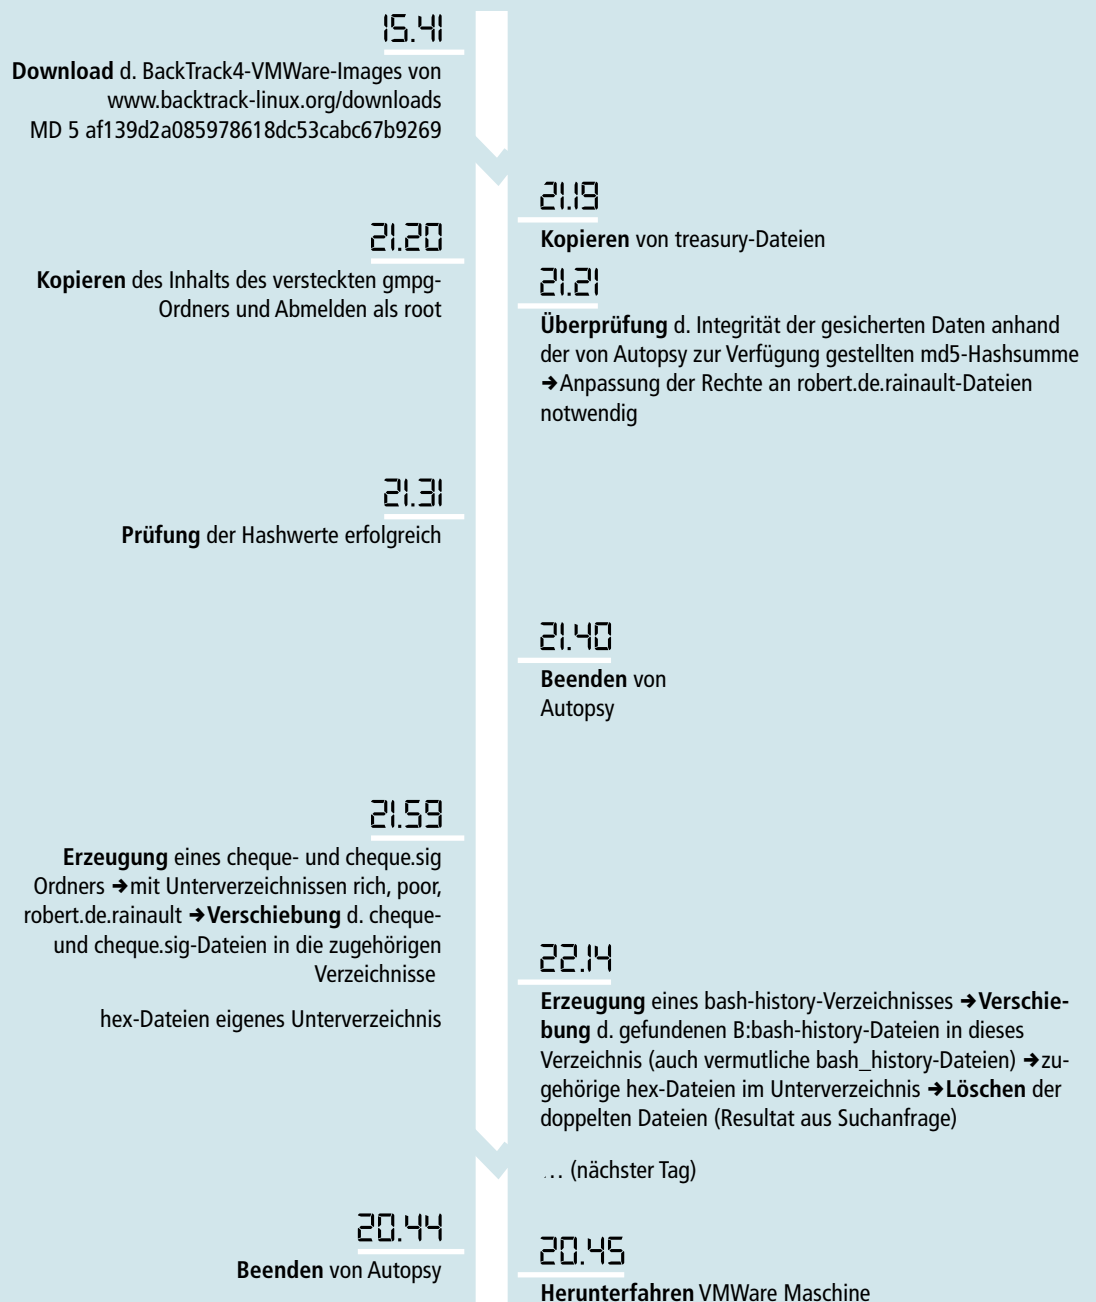 15.41
Download d. BackTrack4-VMWare-Images von
www.backtrack-linux.org/downloads
MD 5 af139d2a085978618dc53cabc67b9269
21.19
Kopieren von treasury-Dateien
21.20
Kopieren des Inhalts des versteckten gmpg-
Ordners und Abmelden als root
21.21
Überprüfung d. Integrität der gesicherten Daten anhand
der von Autopsy zur Verfügung gestellten md5-Hashsumme
➔Anpassung der Rechte an robert.de.rainault-Dateien
notwendig
21.31
Prüfung der Hashwerte erfolgreich
21.40
Beenden von
Autopsy
21.59
Erzeugung eines cheque- und cheque.sig
Ordners ➔mit Unterverzeichnissen rich, poor,
robert.de.rainault ➔Verschiebung d. cheque-
und cheque.sig-Dateien in die zugehörigen
Verzeichnisse
hex-Dateien eigenes Unterverzeichnis
22.14
Erzeugung eines bash-history-Verzeichnisses ➔Verschie-
bung d. gefundenen B:bash-history-Dateien in dieses
Verzeichnis (auch vermutliche bash_history-Dateien) ➔zu-
gehörige hex-Dateien im Unterverzeichnis ➔Löschen der
doppelten Dateien (Resultat aus Suchanfrage)
… (nächster Tag)
20.44
Beenden von Autopsy
20.45
Herunterfahren VMWare Maschine